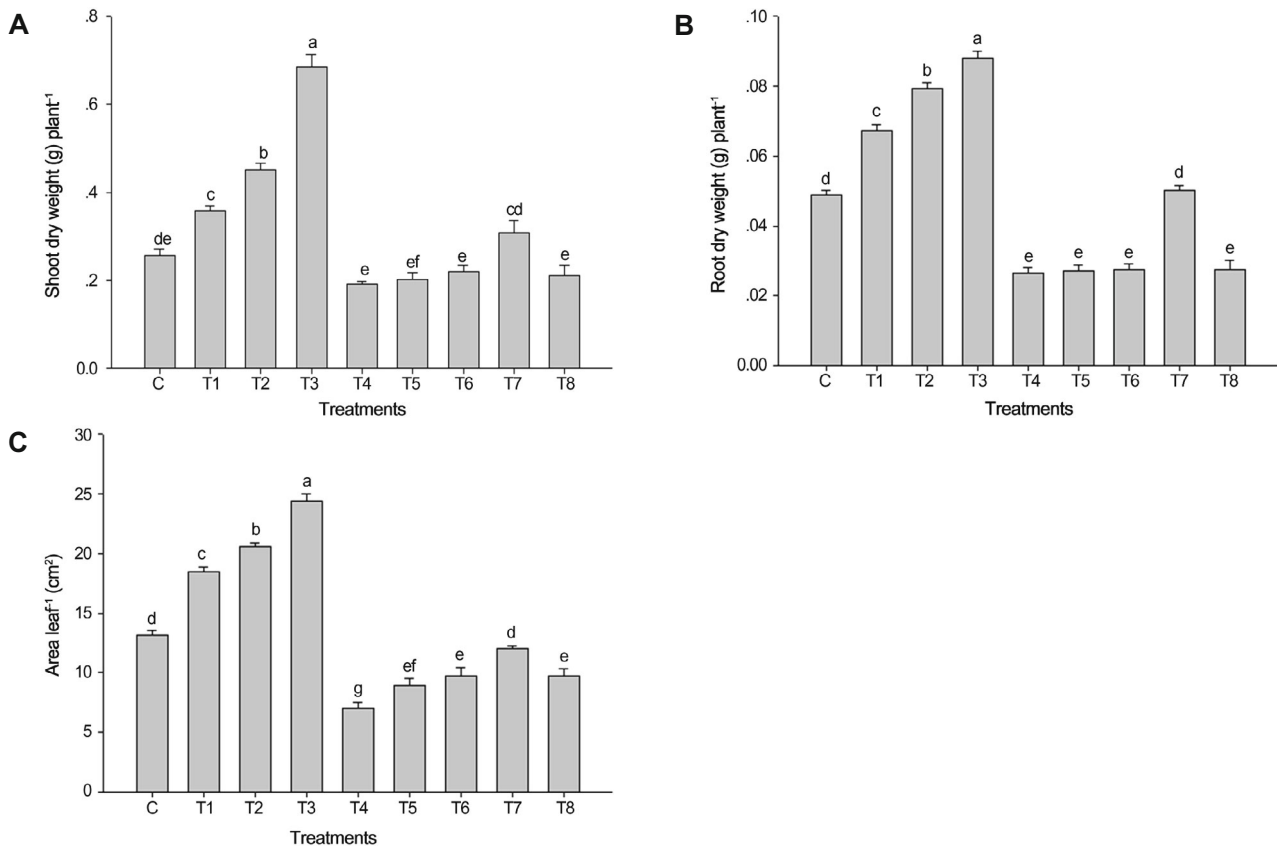 A
Shoot dry weight (g) plant⁻¹
.8
.6
.4
.2
0.0
de
c
b
a
e
ef
e
cd
e
C T1 T2 T3 T4 T5 T6 T7 T8
Treatments
B
Root dry weight (g) plant⁻¹
.10
.08
0.06
.04
.02
0.00
d
c
b
a
e
e
e
d
e
C T1 T2 T3 T4 T5 T6 T7 T8
Treatments
C
Area leaf⁻¹ (cm²)
30
25
20
15
10
5
0
d
c
b
a
g
ef
e
d
e
C T1 T2 T3 T4 T5 T6 T7 T8
Treatments